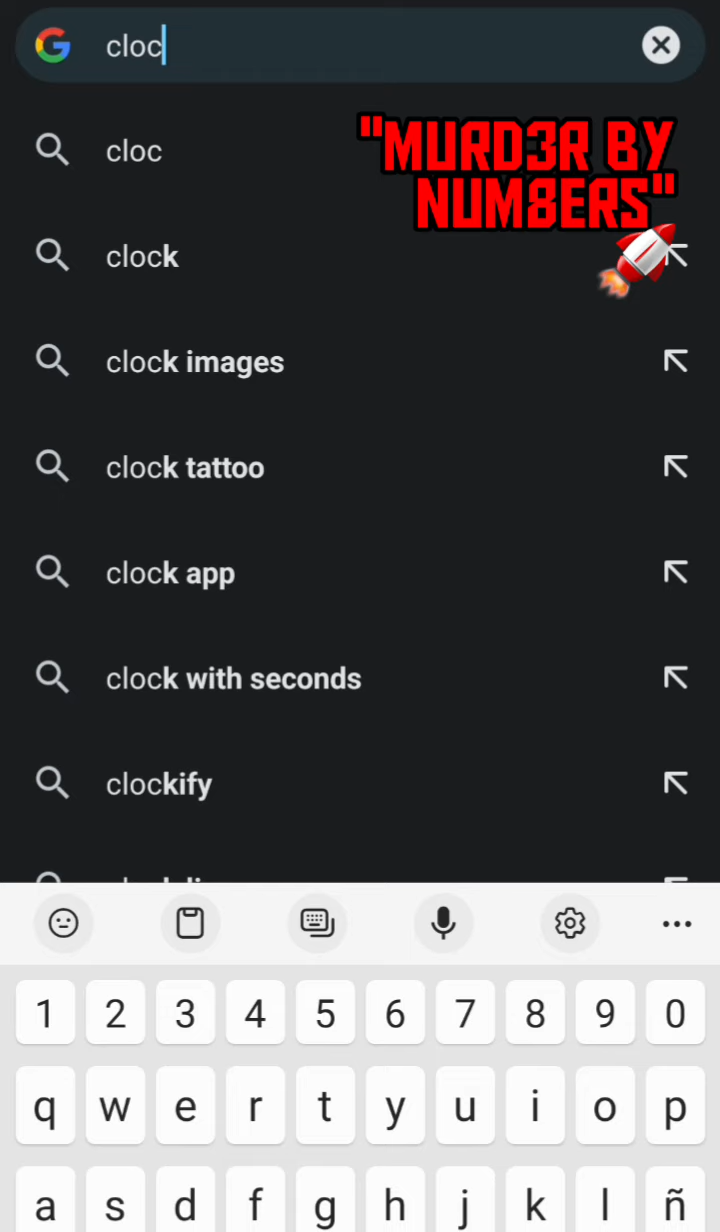 cloc
cloc
"MURD3R BY
NUM8ERS"
clock
clock images
clock tattoo
clock app
clock with seconds
clockify
1 2 3 4 5 6 7 8 9 0
q w e r t y u i o p
a s d f g h j k l ñ